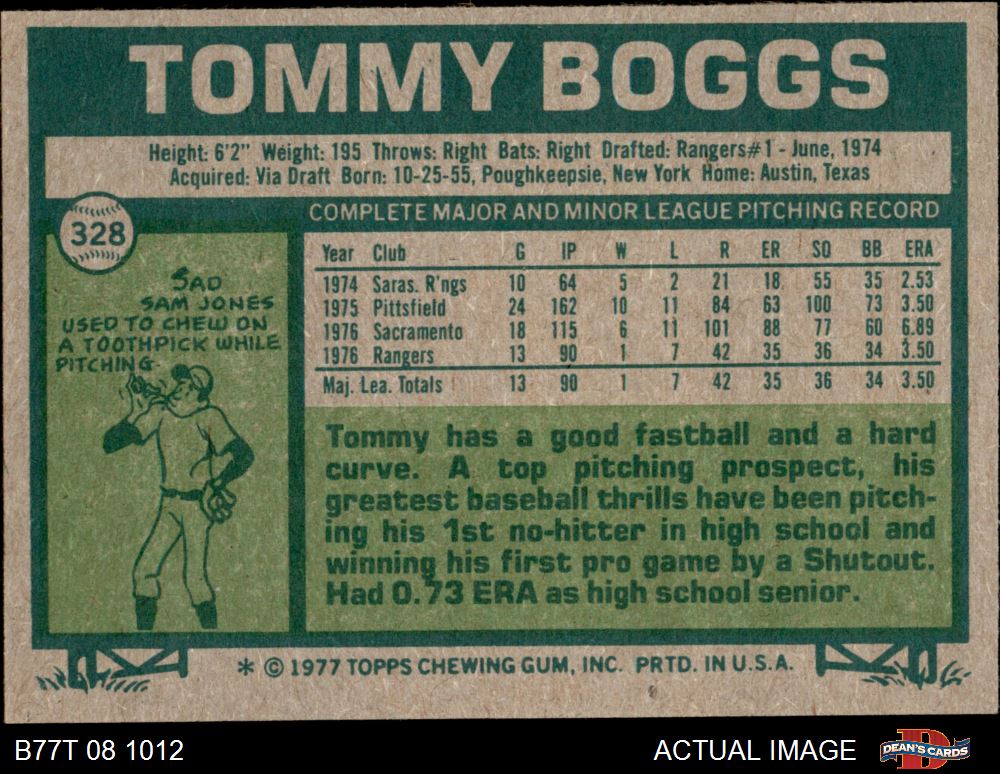 TOMMY BOGGS
Height: 6'2" Weight: 195 Throws: Right Bats: Right Drafted: Rangers#1 - June, 1974
Acquired: Via Draft Born: 10-25-55, Poughkeepsie, New York Home: Austin, Texas
328
COMPLETE MAJOR AND MINOR LEAGUE PITCHING RECORD
Year Club G IP W L R ER SO BB ERA
1974 Saras. R'ngs 10 64 5 2 21 18 55 35 2.53
1975 Pittsfield 24 162 10 11 84 63 100 73 3.50
1976 Sacramento 18 115 6 11 101 88 77 60 6.89
1976 Rangers 13 90 1 7 42 35 36 34 3.50
Maj. Lea. Totals 13 90 1 7 42 35 36 34 3.50
SAD
SAM JONES
USED TO CHEW ON
A TOOTHPICK WHILE
PITCHING
Tommy has a good fastball and a hard
curve. A top pitching prospect, his
greatest baseball thrills have been pitch-
ing his 1st no-hitter in high school and
winning his first pro game by a Shutout.
Had 0.73 ERA as high school senior.
* © 1977 TOPPS CHEWING GUM, INC. PRTD. IN U.S.A.
B77T 08 1012
ACTUAL IMAGE
DEAN'S CARDS